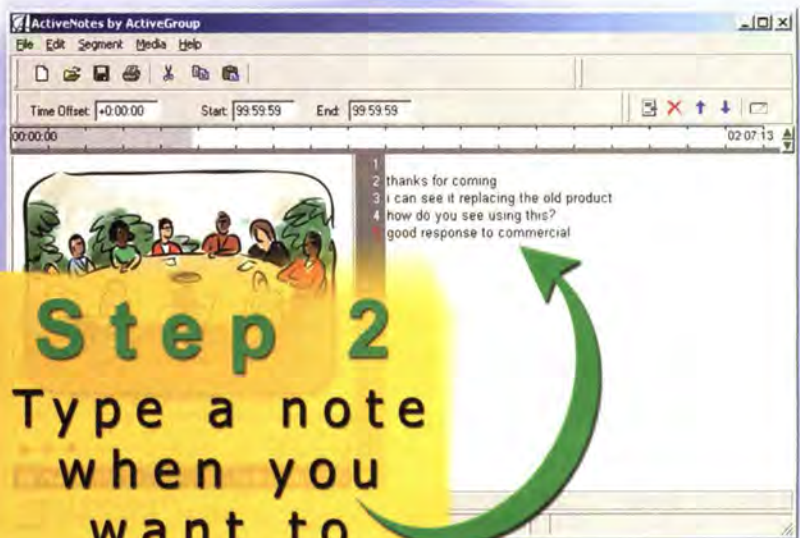 ActiveNotes by ActiveGroup
File Edit Segment Media Help
Time Offset: +0:00:00 Start: 99:59:59 End: 99:59:59
00:00:00 02:07:13
1
2 thanks for coming
3 i can see it replacing the old product
4 how do you see using this?
5 good response to commercial
Step 2
Type a note
when you
want to